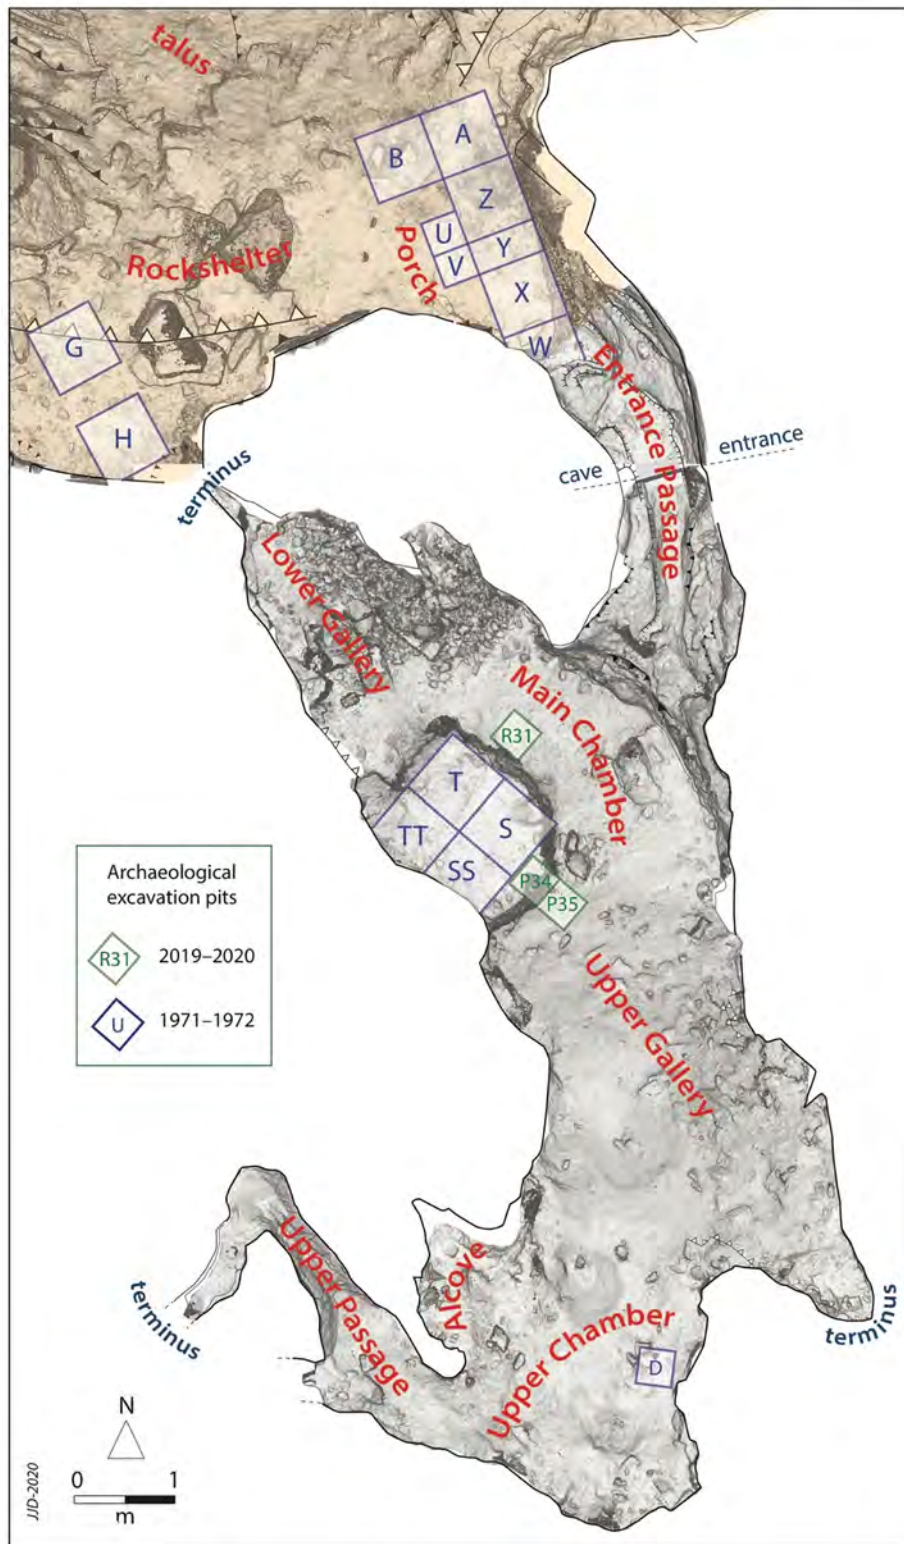 talus
A
B
Z
U
Porch
Y
V
Rockshelter
X
G
W
Entrance Passage
H
entrance
cave
terminus
Lower Gallery
Main Chamber
R31
T
S
TT
SS
P34
P35
Archaeological
excavation pits
R31 2019–2020
U 1971–1972
Upper Gallery
Upper Passage
Alcove
terminus
Upper Chamber
terminus
D
N
0 1
m
JJD-2020